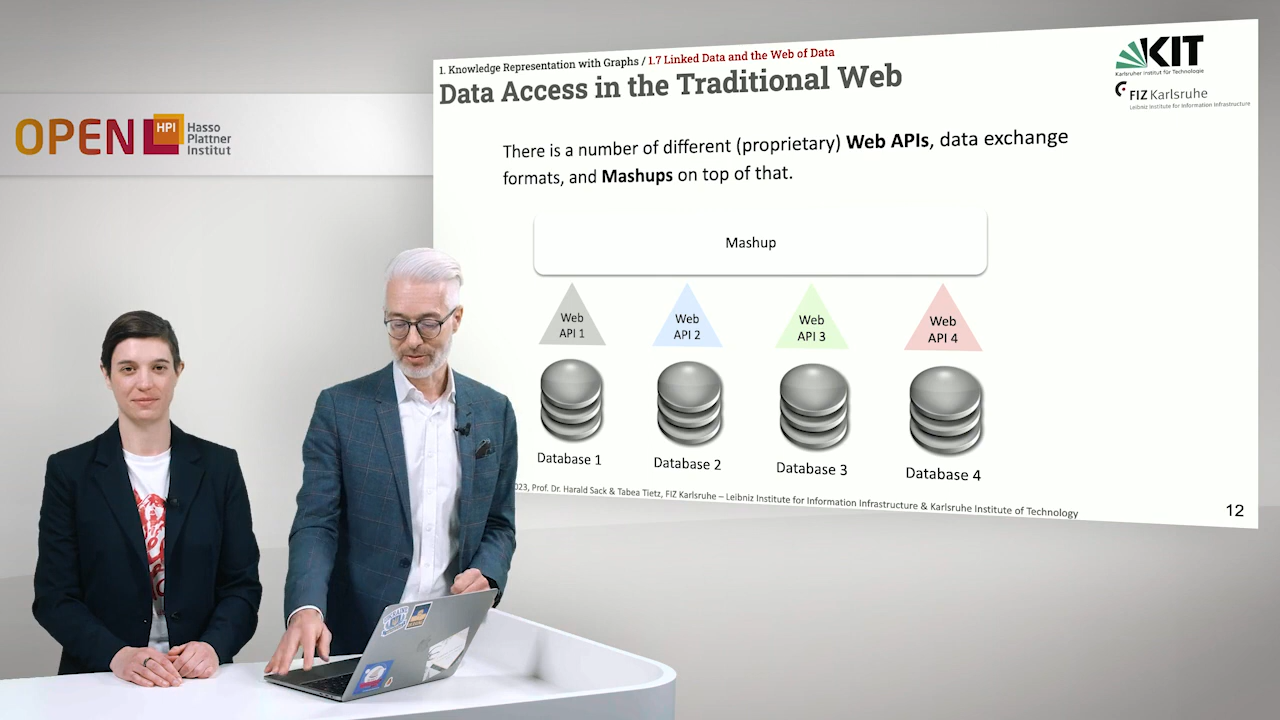 1. Knowledge Representation with Graphs / 1.7 Linked Data and the Web of Data
Data Access in the Traditional Web
KIT
Karlsruher Institut für Technologie
FIZ Karlsruhe
Leibniz Institute for Information Infrastructure
OPEN HPI
Hasso
Plattner
Institut
There is a number of different (proprietary) Web APIs, data exchange
formats, and Mashups on top of that.
Mashup
Web
API 1
Web
API 2
Web
API 3
Web
API 4
Database 1
Database 2
Database 3
Database 4
Prof. Dr. Harald Sack & Tabea Tietz, FIZ Karlsruhe – Leibniz Institute for Information Infrastructure & Karlsruhe Institute of Technology
12